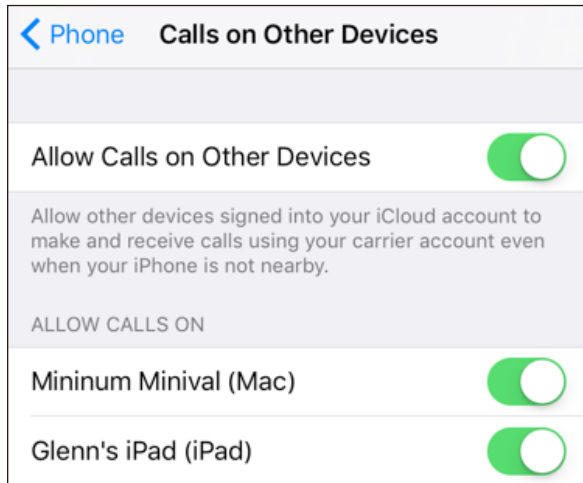 Phone Calls on Other Devices
Allow Calls on Other Devices
Allow other devices signed into your iCloud account to
make and receive calls using your carrier account even
when your iPhone is not nearby.
ALLOW CALLS ON
Mininum Minival (Mac)
Glenn's iPad (iPad)